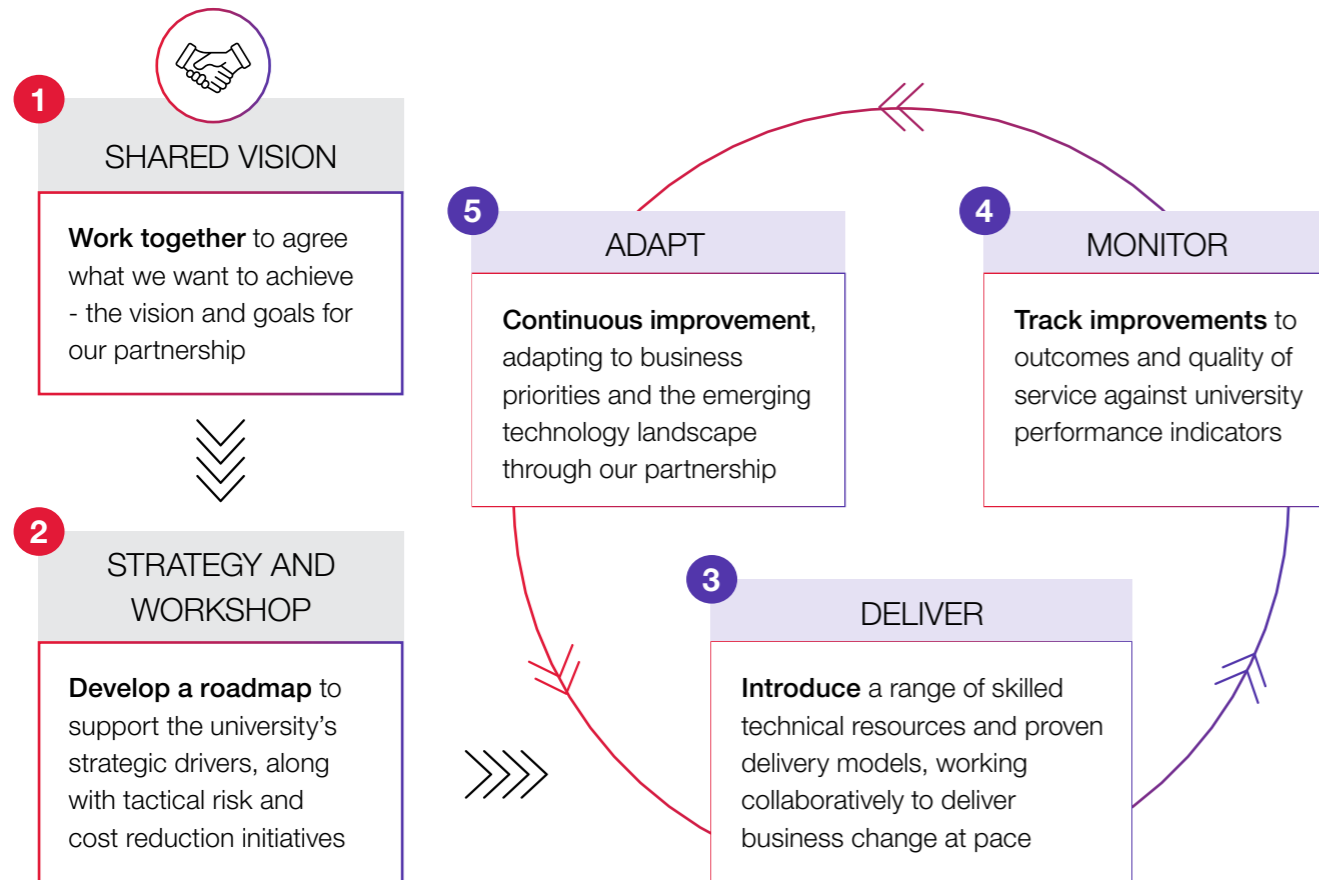 1
SHARED VISION
Work together to agree
what we want to achieve
- the vision and goals for
our partnership
2
STRATEGY AND
WORKSHOP
Develop a roadmap to
support the university’s
strategic drivers, along
with tactical risk and
cost reduction initiatives
3
DELIVER
Introduce a range of skilled
technical resources and proven
delivery models, working
collaboratively to deliver
business change at pace
4
MONITOR
Track improvements to
outcomes and quality of
service against university
performance indicators
5
ADAPT
Continuous improvement,
adapting to business
priorities and the emerging
technology landscape
through our partnership